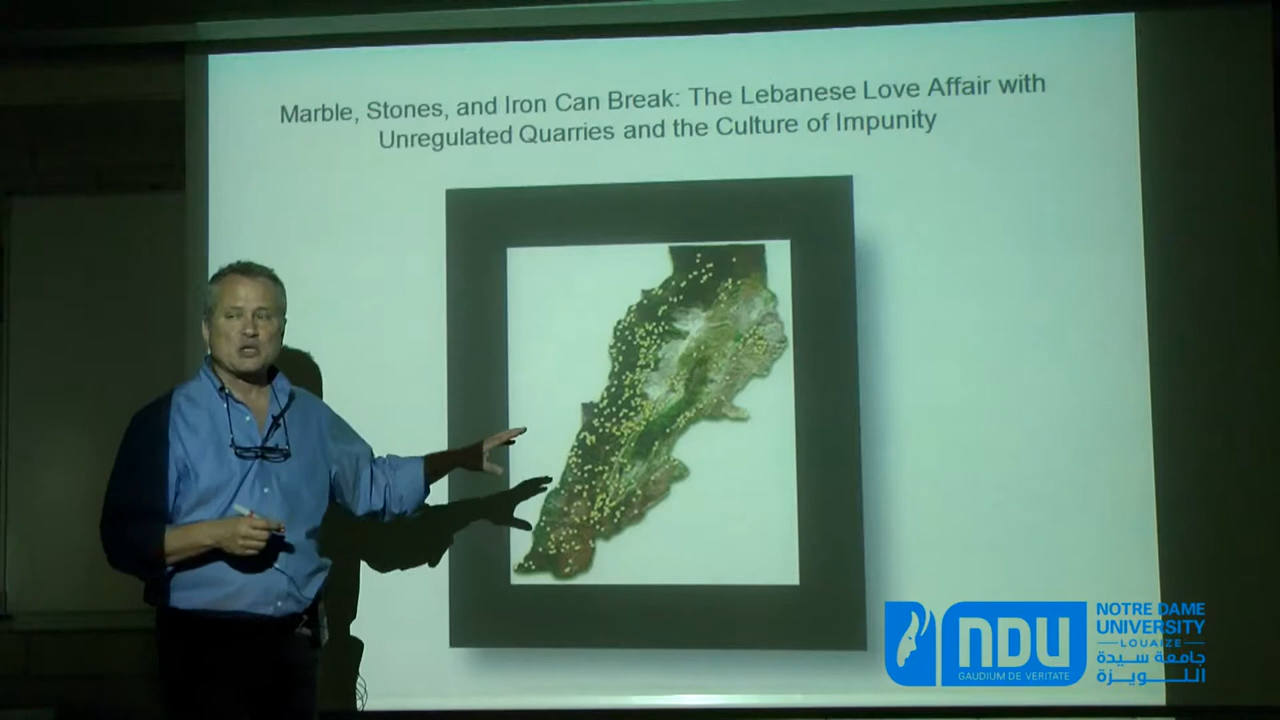 Marble, Stones, and Iron Can Break: The Lebanese Love Affair with
Unregulated Quarries and the Culture of Impunity
NDU
GAUDIUM DE VERITATE
NOTRE DAME
UNIVERSITY
LOUAIZE
جامعة سيدة
اللويزة